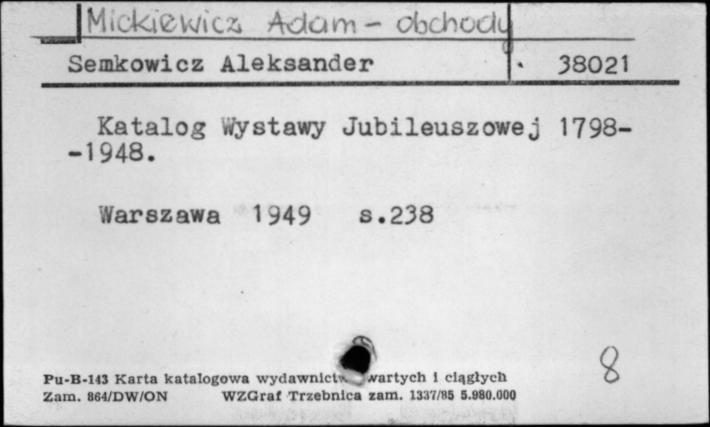 Mickiewicz Adam - obchody
Semkowicz Aleksander 38021
Katalog Wystawy Jubileuszowej 1798-
-1948.
Warszawa 1949 s.238
8
Pu-B-143 Karta katalogowa wydawnictw zwartych i ciągłych
Zam. 864/DW/ON WZGraf Trzebnica zam. 1337/85 5.980.000